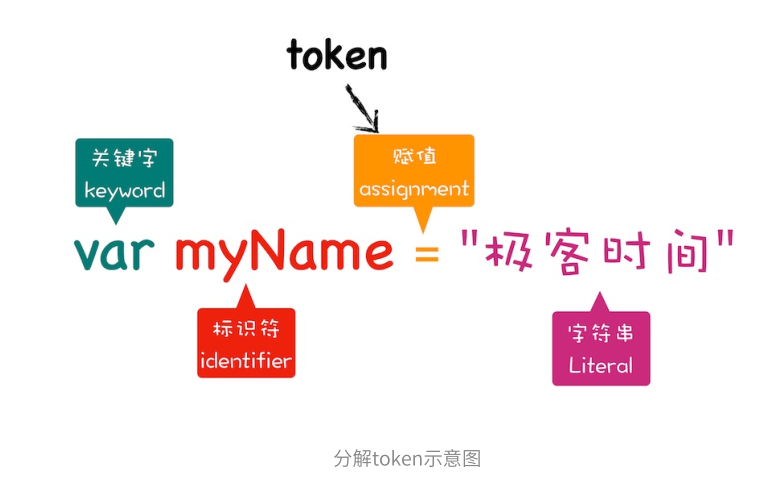 token
关键字
keyword
赋值
assignment
var myName = "极客时间"
标识符
identifier
字符串
Literal
分解token示意图